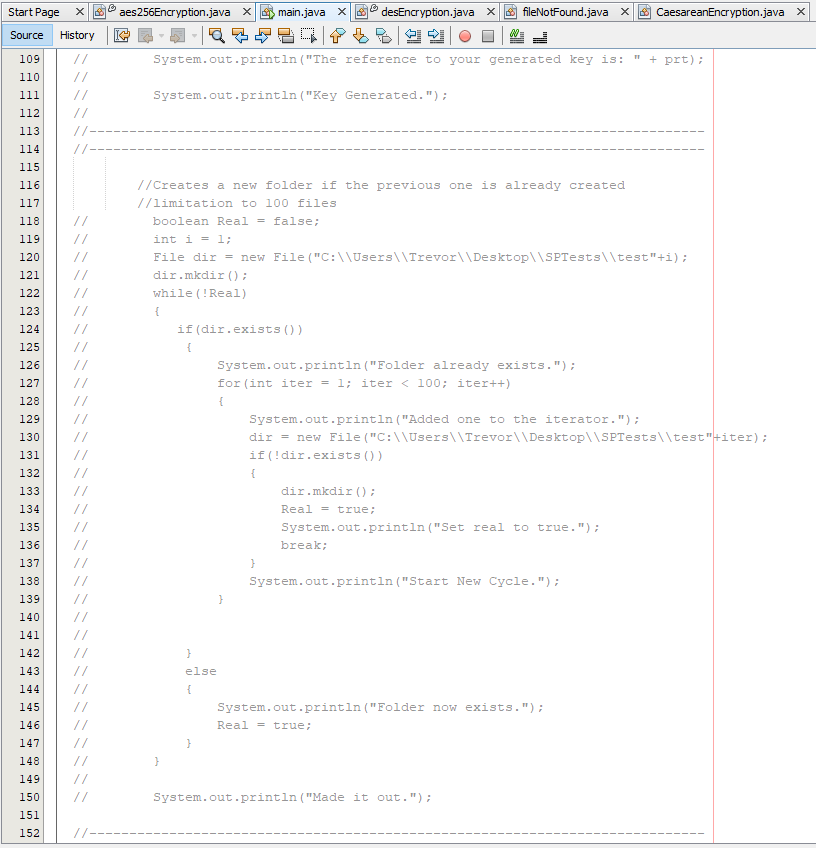 Start Page aes256Encryption.java main.java desEncryption.java fileNotFound.java CaesareanEncryption.java
Source History
109 // System.out.println("The reference to your generated key is: " + prt);
110 //
111 // System.out.println("Key Generated.");
112 //
113 //-----------------------------------------------------------------------------
114 //-----------------------------------------------------------------------------
115
116 //Creates a new folder if the previous one is already created
117 //limitation to 100 files
118 // boolean Real = false;
119 // int i = 1;
120 // File dir = new File("C:\\Users\\Trevor\\Desktop\\SPTests\\test"+i);
121 // dir.mkdir();
122 // while(!Real)
123 // {
124 // if(dir.exists())
125 // {
126 // System.out.println("Folder already exists.");
127 // for(int iter = 1; iter < 100; iter++)
128 // {
129 // System.out.println("Added one to the iterator.");
130 // dir = new File("C:\\Users\\Trevor\\Desktop\\SPTests\\test"+iter);
131 // if(!dir.exists())
132 // {
133 // dir.mkdir();
134 // Real = true;
135 // System.out.println("Set real to true.");
136 // break;
137 // }
138 // System.out.println("Start New Cycle.");
139 // }
140 //
141 //
142 // }
143 // else
144 // {
145 // System.out.println("Folder now exists.");
146 // Real = true;
147 // }
148 // }
149 //
150 // System.out.println("Made it out.");
151
152 //-----------------------------------------------------------------------------